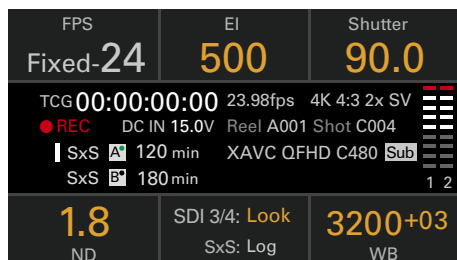 FPS EI Shutter
Fixed-24 500 90.0
TCG 00:00:00:00 23.98fps 4K 4:3 2x SV
REC DC IN 15.0V Reel A001 Shot C004
SxS A 120 min XAVC QFHD C480 Sub
SxS B 180 min 1 2
1.8 SDI 3/4: Look 3200+03
ND SxS: Log WB